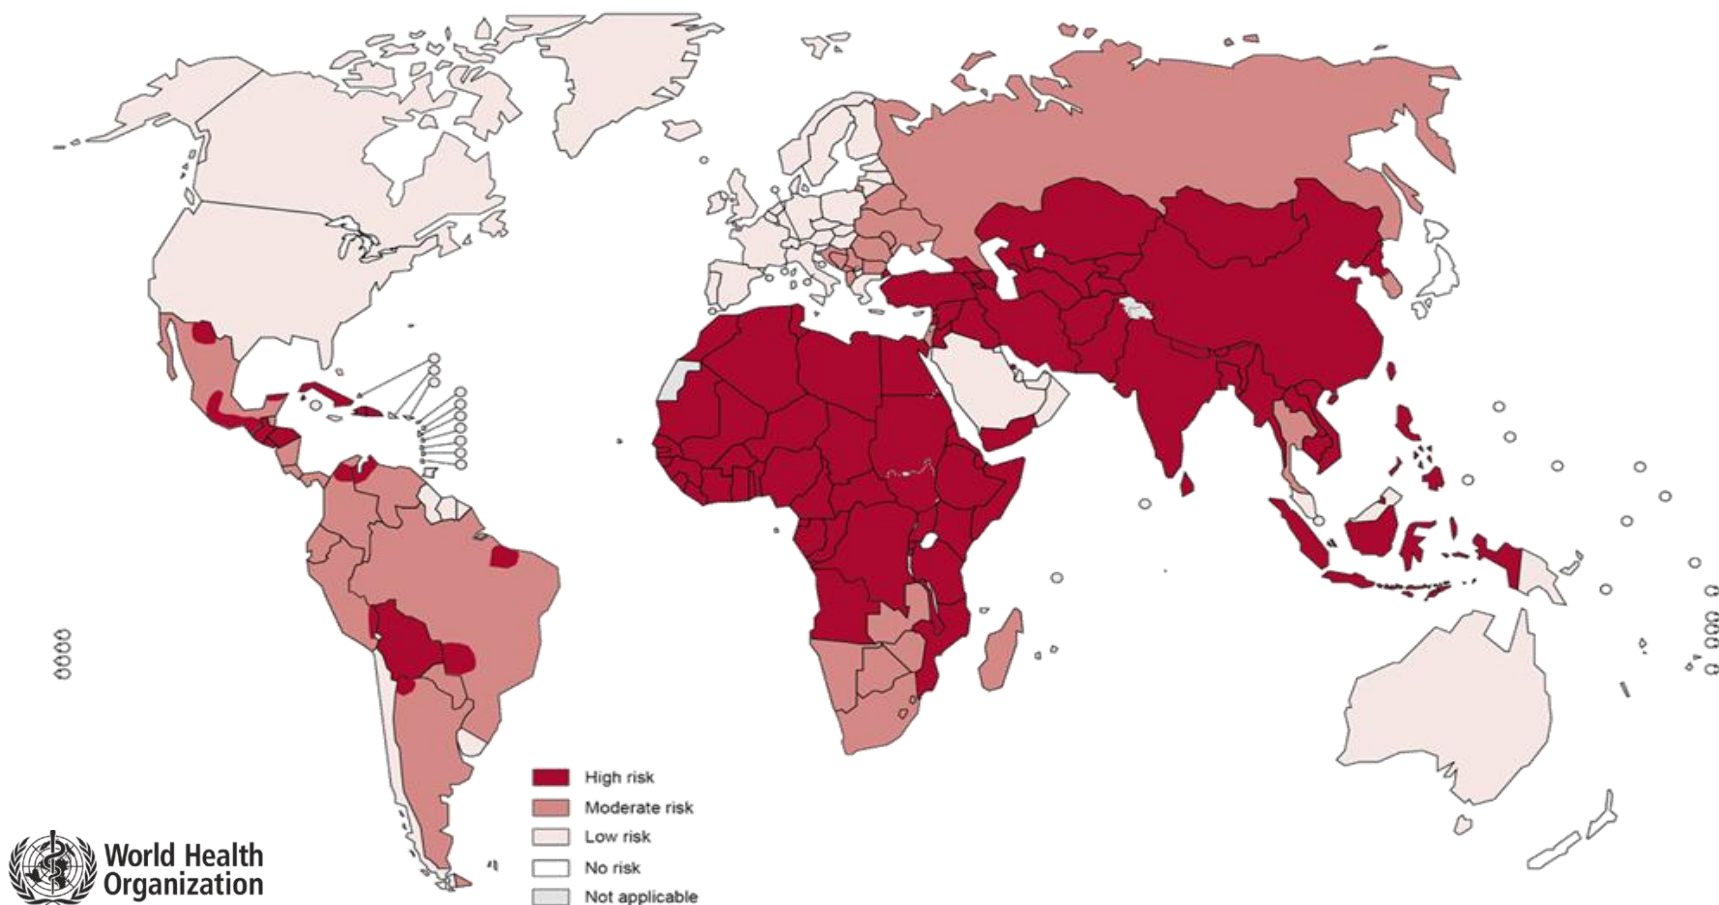 High risk
Moderate risk
Low risk
No risk
Not applicable
World Health
Organization